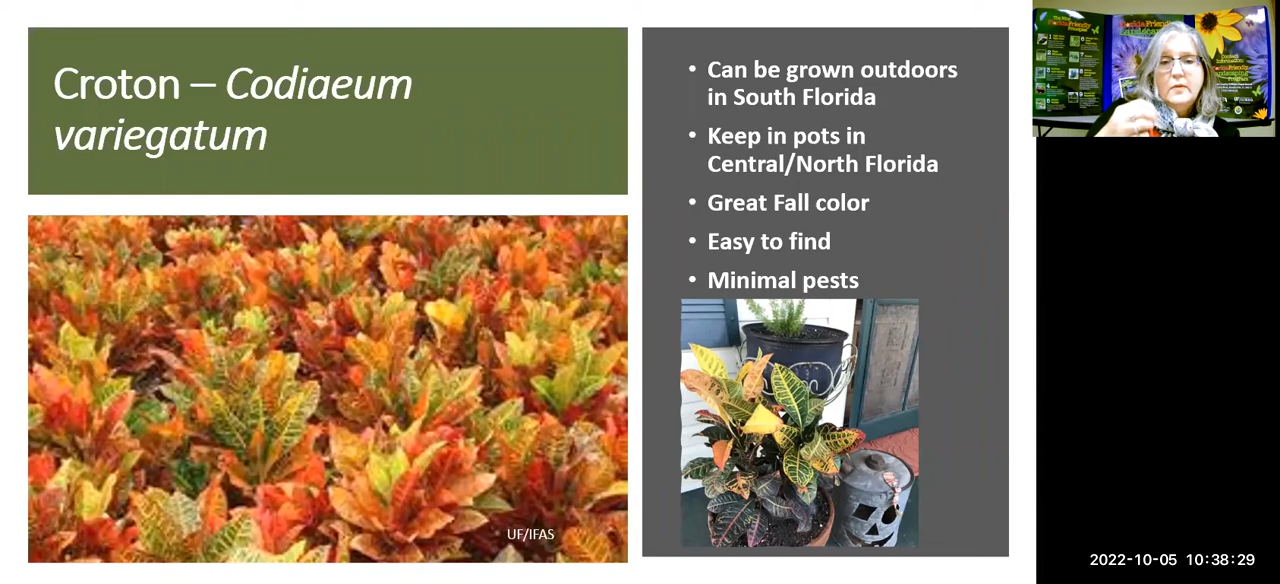 Croton – Codiaeum
variegatum
• Can be grown outdoors
in South Florida
• Keep in pots in
Central/North Florida
• Great Fall color
• Easy to find
• Minimal pests
UF/IFAS
2022-10-05 10:38:29